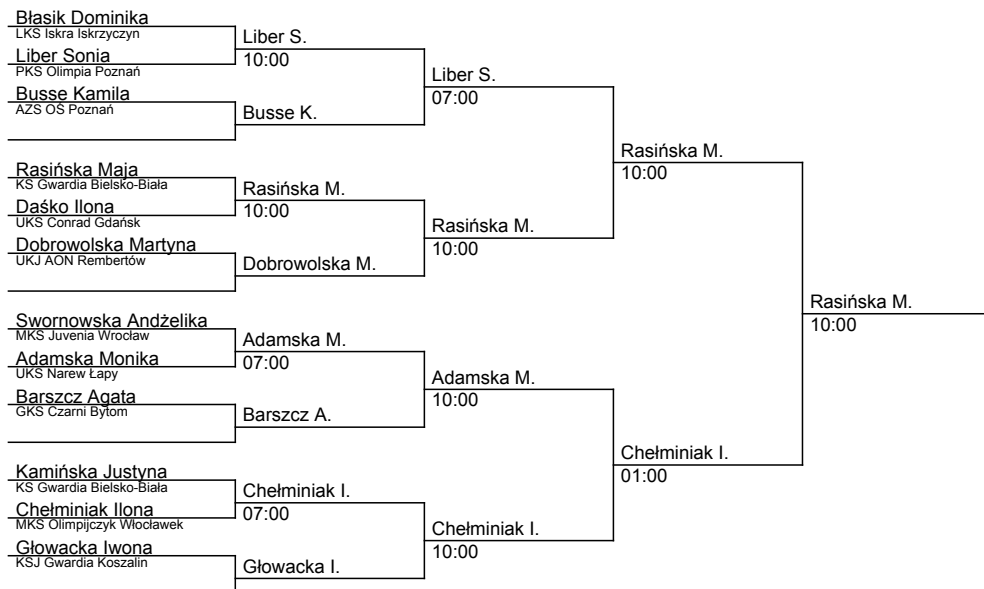 Błasik Dominika
LKS Iskra Iskrzyczyn
Liber Sonia
PKS Olimpia Poznań
Busse Kamila
AZS OŚ Poznań
Rasińska Maja
KS Gwardia Bielsko-Biała
Daśko Ilona
UKS Conrad Gdańsk
Dobrowolska Martyna
UKJ AON Rembertów
Swornowska Andżelika
MKS Juvenia Wrocław
Adamska Monika
UKS Narew Łapy
Barszcz Agata
GKS Czarni Bytom
Kamińska Justyna
KS Gwardia Bielsko-Biała
Chełminiak Ilona
MKS Olimpijczyk Włocławek
Głowacka Iwona
KSJ Gwardia Koszalin
Liber S.
10:00
Busse K.
Rasińska M.
10:00
Dobrowolska M.
Adamska M.
07:00
Barszcz A.
Chełminiak I.
07:00
Głowacka I.
Liber S.
07:00
Rasińska M.
10:00
Adamska M.
10:00
Chełminiak I.
10:00
Rasińska M.
10:00
Chełminiak I.
01:00
Rasińska M.
10:00